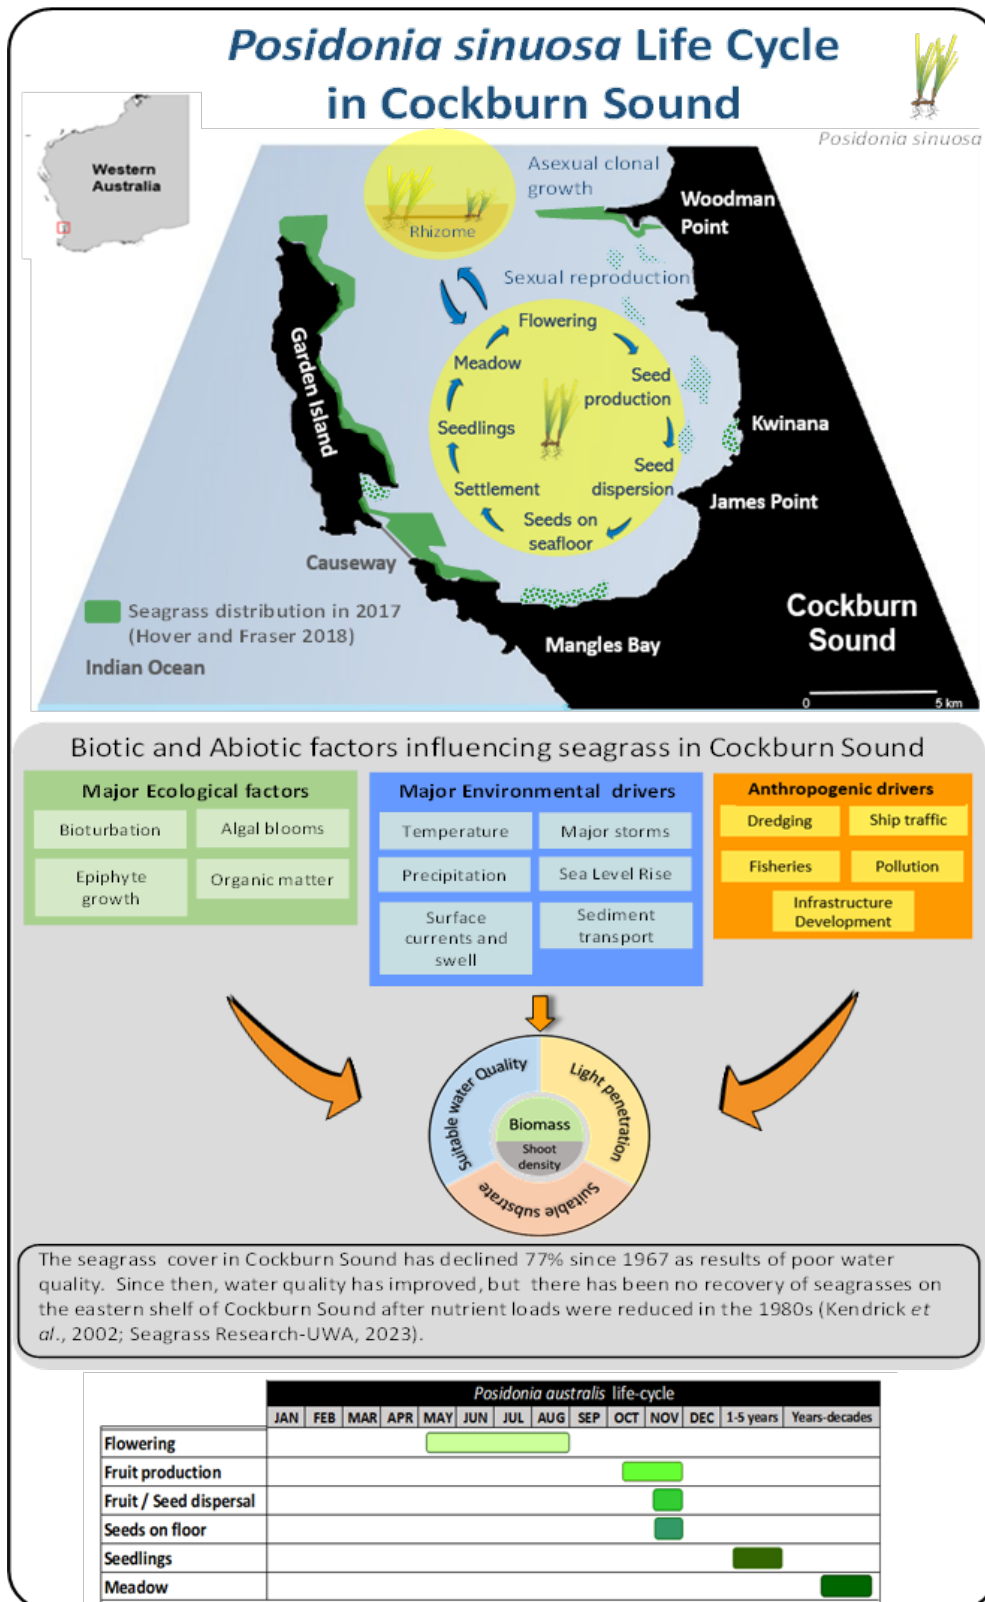 Posidonia sinuosa Life Cycle
in Cockburn Sound
Posidonia sinuosa
Western
Australia
Asexual clonal
growth
Woodman
Point
Rhizome
Sexual reproduction
Flowering
Seed
production
Seed
dispersion
Seeds on
seafloor
Settlement
Seedlings
Meadow
Garden Island
Kwinana
James Point
Causeway
Seagrass distribution in 2017
(Hover and Fraser 2018)
Indian Ocean
Mangles Bay
Cockburn
Sound
0 5 km
Biotic and Abiotic factors influencing seagrass in Cockburn Sound
Major Ecological factors
Bioturbation
Algal blooms
Epiphyte
growth
Organic matter
Major Environmental drivers
Temperature
Major storms
Precipitation
Sea Level Rise
Surface
currents and
swell
Sediment
transport
Anthropogenic drivers
Dredging
Ship traffic
Fisheries
Pollution
Infrastructure
Development
Suitable water Quality
Light penetration
Suitable substrate
Biomass
Shoot
density
The seagrass cover in Cockburn Sound has declined 77% since 1967 as results of poor water
quality. Since then, water quality has improved, but there has been no recovery of seagrasses on
the eastern shelf of Cockburn Sound after nutrient loads were reduced in the 1980s (Kendrick et
al., 2002; Seagrass Research-UWA, 2023).
Posidonia australis life-cycle
JAN FEB MAR APR MAY JUN JUL AUG SEP OCT NOV DEC 1-5 years Years-decades
Flowering
Fruit production
Fruit / Seed dispersal
Seeds on floor
Seedlings
Meadow